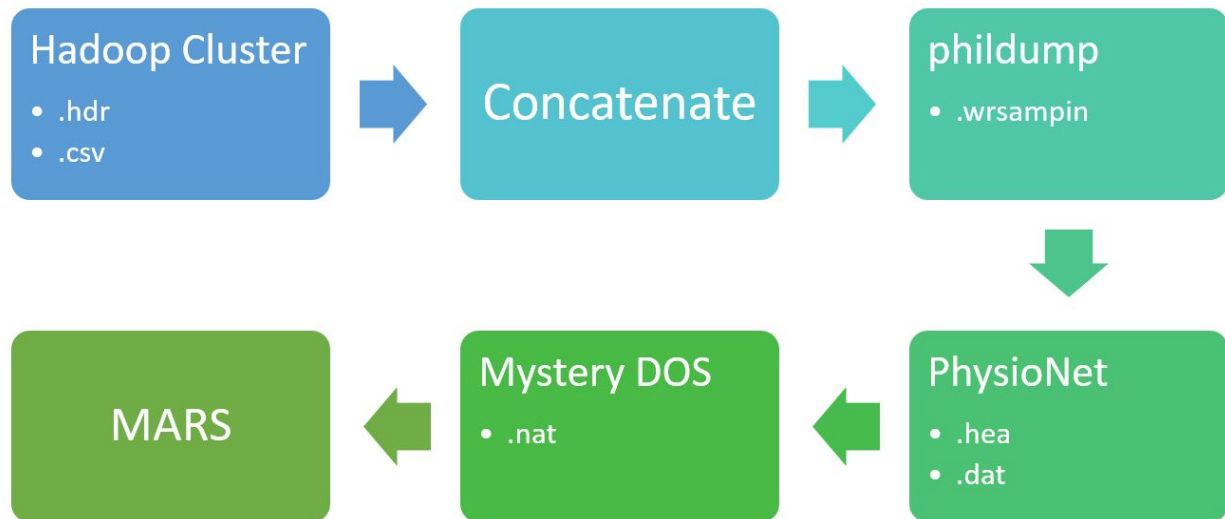 Hadoop Cluster
• .hdr
• .csv
Concatenate
phildump
• .wrsampin
PhysioNet
• .hea
• .dat
Mystery DOS
• .nat
MARS